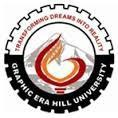 TRANSFORMING DREAMS INTO REALITY
GRAPHIC ERA HILL UNIVERSITY